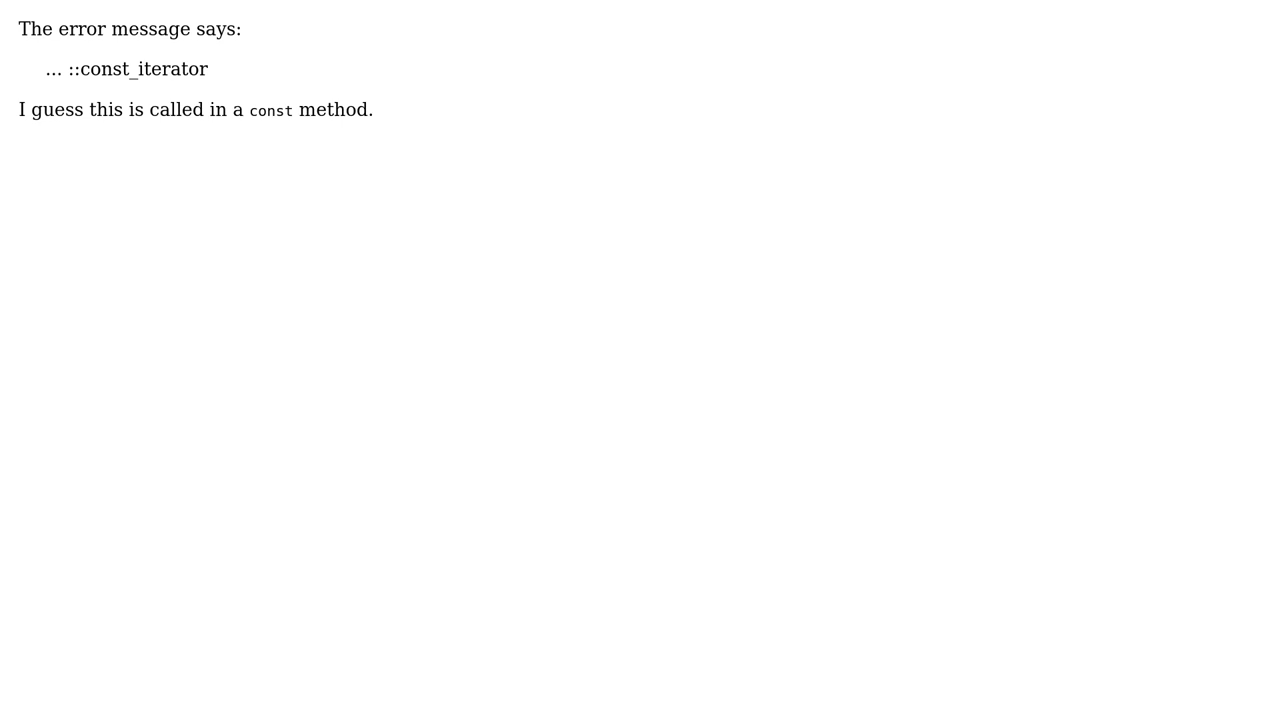 The error message says:
... ::const_iterator
I guess this is called in a const method.